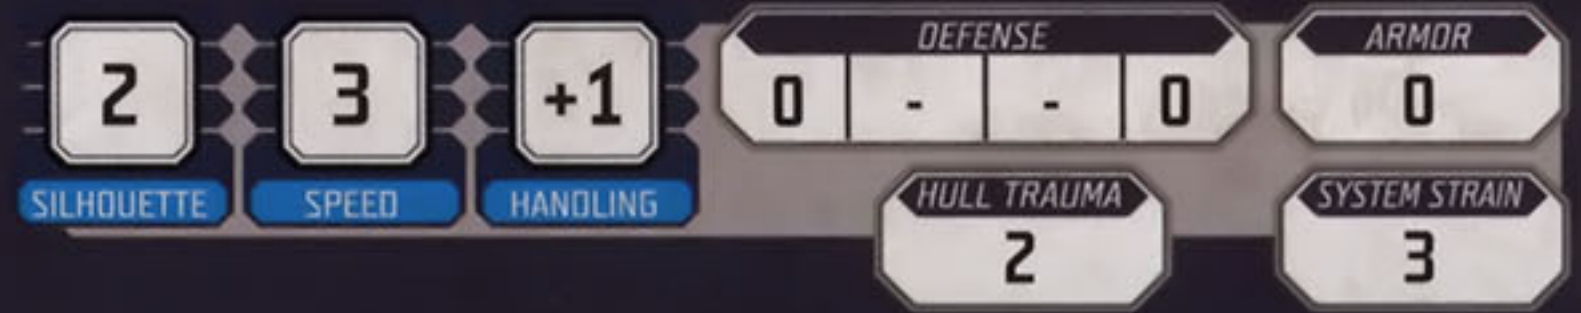 2 3 +1
SILHOUETTE SPEED HANDLING
DEFENSE
0 - - 0
ARMOR
0
HULL TRAUMA
2
SYSTEM STRAIN
3